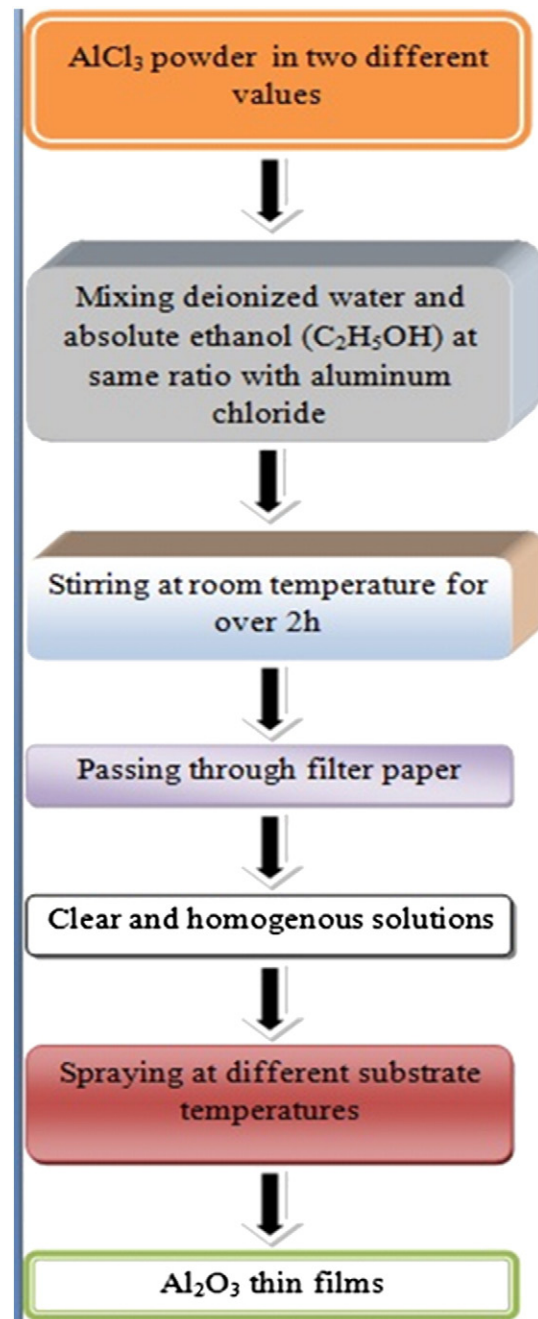 AlCl₃ powder in two different
values
Mixing deionized water and
absolute ethanol (C₂H₅OH) at
same ratio with aluminum
chloride
Stirring at room temperature for
over 2h
Passing through filter paper
Clear and homogenous solutions
Spraying at different substrate
temperatures
Al₂O₃ thin films